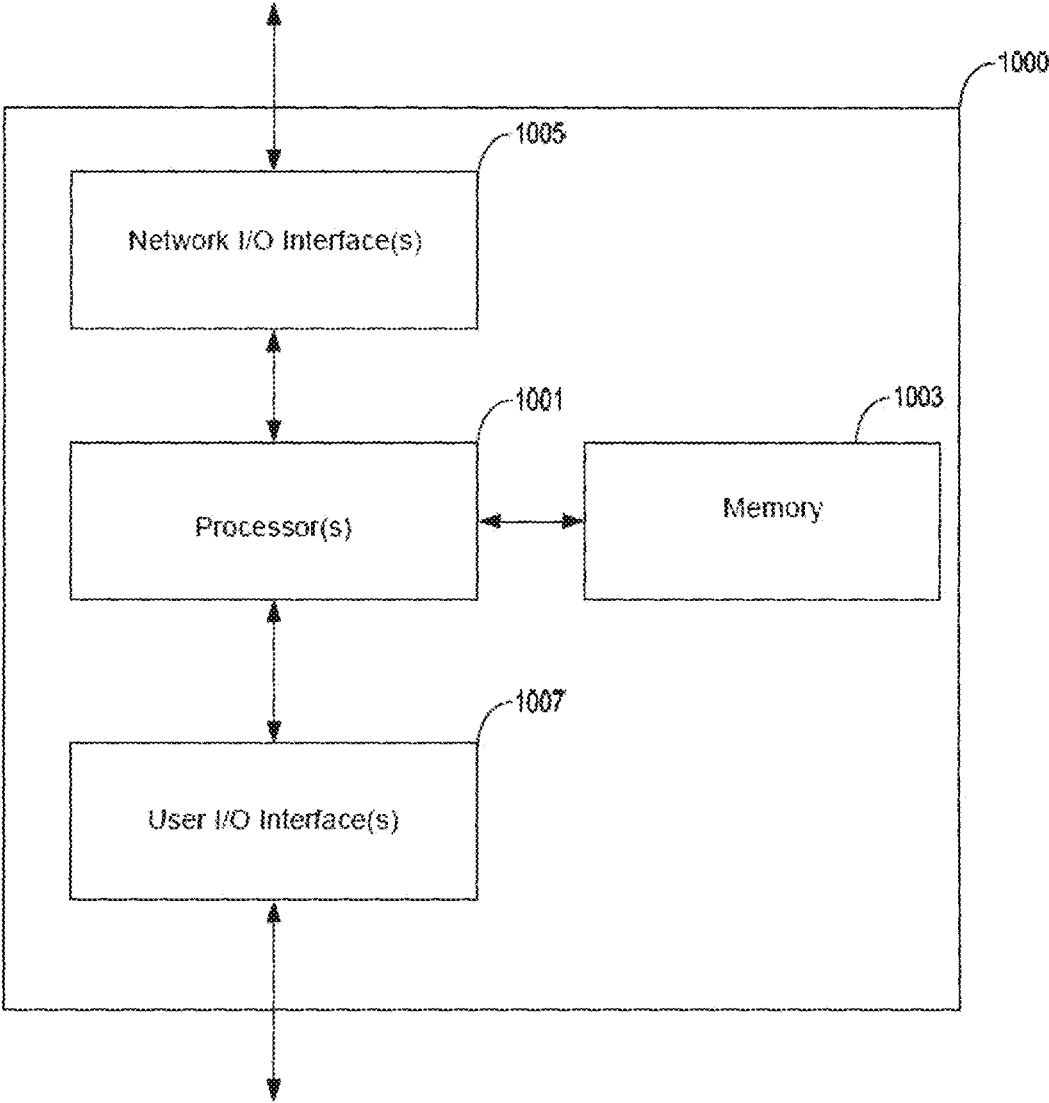 1000
1005
Network I/O Interface(s)
1001
1003
Processor(s)
Memory
1007
User I/O Interface(s)